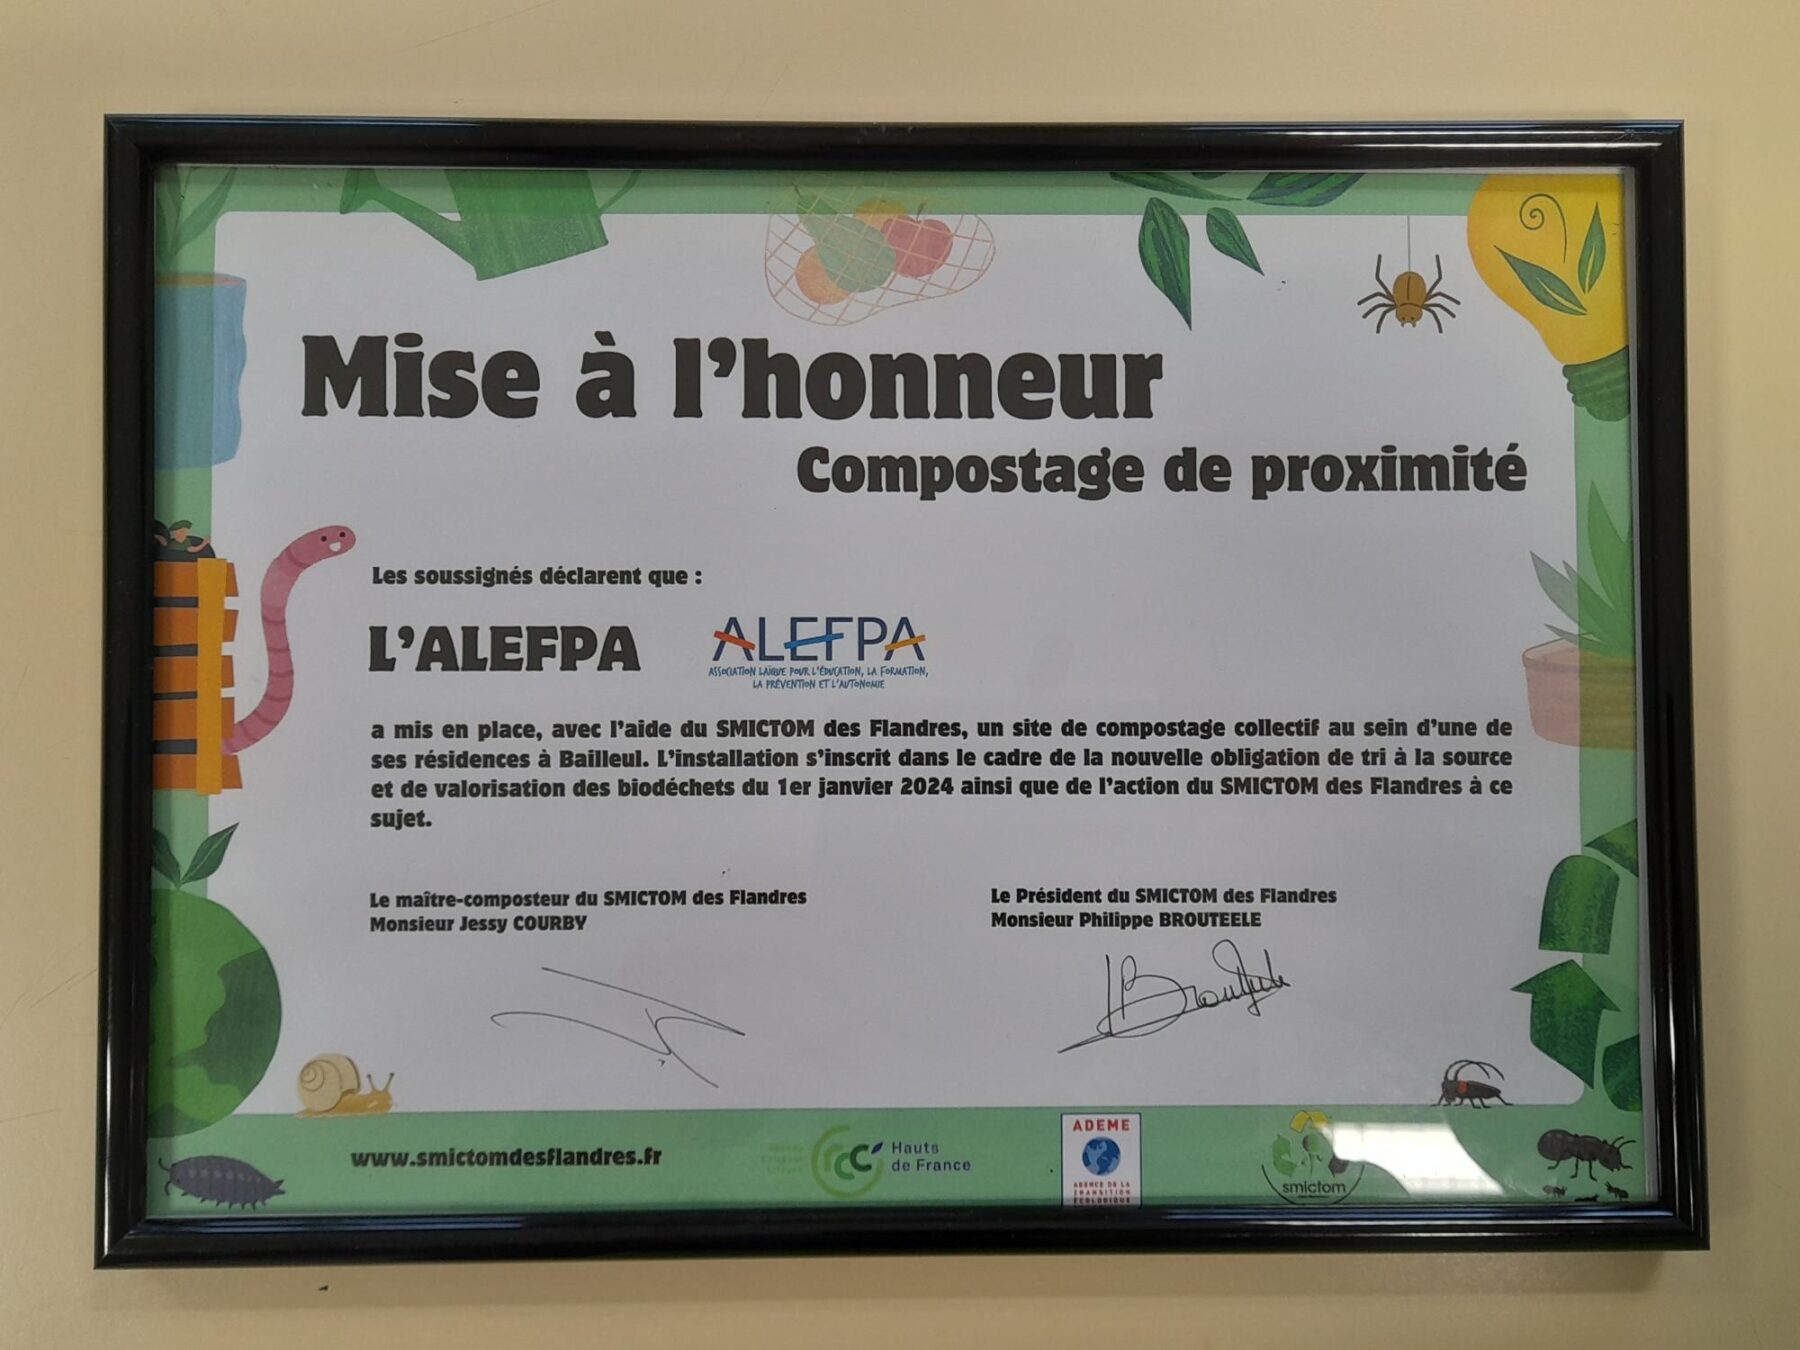 Mise à l'honneur
Compostage de proximité
Les soussignés déclarent que :
L'ALEFPA
ALEFPA
ASSOCIATION LAÏQUE POUR L'ÉDUCATION, LA FORMATION,
LA PRÉVENTION ET L'AUTONOMIE
a mis en place, avec l'aide du SMICTOM des Flandres, un site de compostage collectif au sein d'une de
ses résidences à Bailleul. L'installation s'inscrit dans le cadre de la nouvelle obligation de tri à la source
et de valorisation des biodéchets du 1er janvier 2024 ainsi que de l'action du SMICTOM des Flandres à ce
sujet.
Le maître-composteur du SMICTOM des Flandres
Monsieur Jessy COURBY
Le Président du SMICTOM des Flandres
Monsieur Philippe BROUTEELE
www.smictomdesflandres.fr
rcc
Hauts
de France
ADEME
AGENCE DE LA
TRANSITION
ÉCOLOGIQUE
smictom